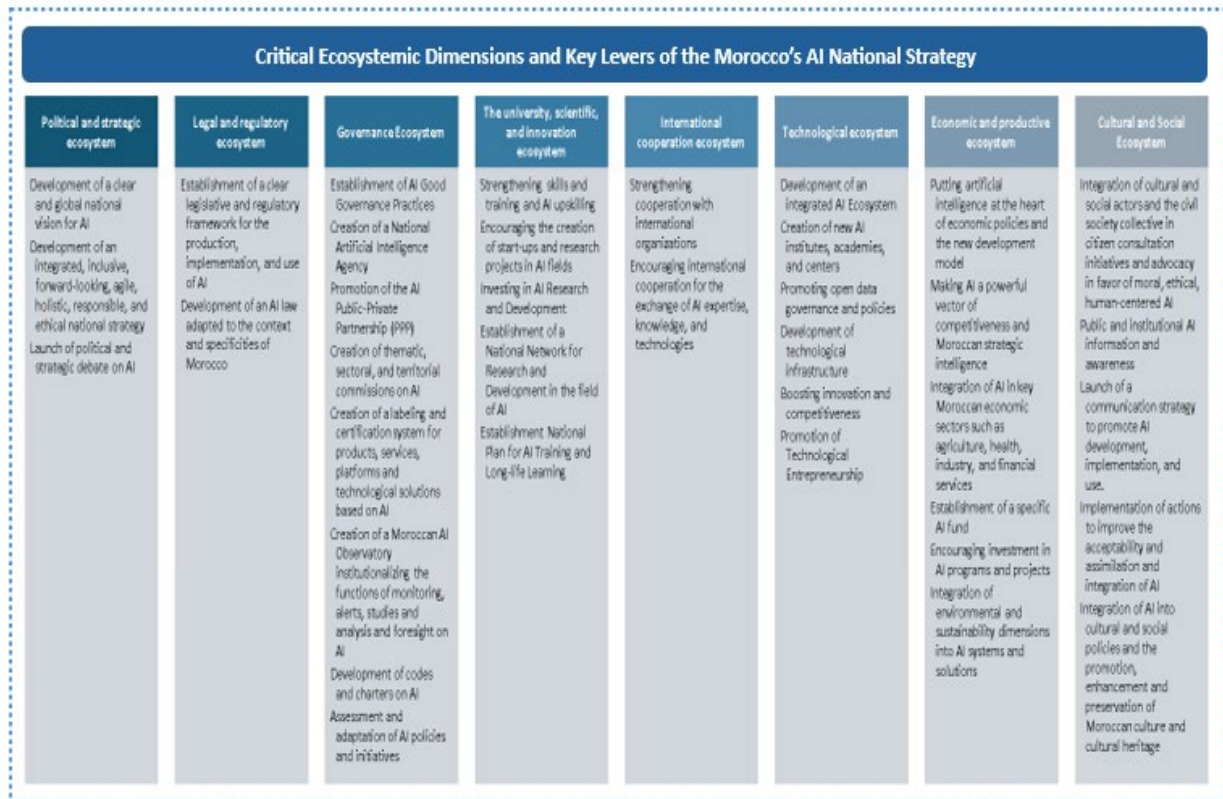 Critical Ecosystemic Dimensions and Key Levers of the Morocco's AI National Strategy
Political and strategic
ecosystem
Development of a clear
and global national
vision for AI
Development of an
integrated, inclusive,
forward-looking, agile,
holistic, responsible, and
ethical national strategy
Launch of political and
strategic debate on AI
Legal and regulatory
ecosystem
Establishment of a clear
legislative and regulatory
framework for the
production,
implementation, and use
of AI
Development of an AI law
adapted to the context
and specificities of
Morocco
Governance Ecosystem
Establishment of AI Good
Governance Practices
Creation of a National
Artificial Intelligence
Agency
Promotion of the AI
Public-Private
Partnership (PPP)
Creation of thematic,
sectoral, and territorial
commissions on AI
Creation of a labeling and
certification system for
products, services,
platforms and
technological solutions
based on AI
Creation of a Moroccan AI
Observatory
institutionalizing the
functions of monitoring,
alerts, studies and
analysis and foresight on
AI
Development of codes
and charters on AI
Assessment and
adaptation of AI policies
and initiatives
The university, scientific,
and innovation
ecosystem
Strengthening skills and
training and AI upskilling
Encouraging the creation
of start-ups and research
projects in AI fields
Investing in AI Research
and Development
Establishment of a
National Network for
Research and
Development in the field
of AI
Establishment National
Plan for AI Training and
Long-life Learning
International
cooperation ecosystem
Strengthening
cooperation with
international
organizations
Encouraging international
cooperation for the
exchange of AI expertise,
knowledge, and
technologies
Technological ecosystem
Development of an
integrated AI Ecosystem
Creation of new AI
institutes, academies,
and centers
Promoting open data
governance and policies
Development of
technological
infrastructure
Boosting innovation and
competitiveness
Promotion of
Technological
Entrepreneurship
Economic and productive
ecosystem
Putting artificial
intelligence at the heart
of economic policies and
the new development
model
Making AI a powerful
vector of
competitiveness and
Moroccan strategic
intelligence
Integration of AI in key
Moroccan economic
sectors such as
agriculture, health,
industry, and financial
services
Establishment of a specific
AI fund
Encouraging investment in
AI programs and projects
Integration of
environmental and
sustainability dimensions
into AI systems and
solutions
Cultural and Social
Ecosystem
Integration of cultural and
social actors and the civil
society collective in
citizen consultation
initiatives and advocacy
in favor of moral, ethical,
human-centered AI
Public and institutional AI
information and
awareness
Launch of a
communication strategy
to promote AI
development,
implementation, and
use.
Implementation of actions
to improve the
acceptability and
assimilation and
integration of AI
Integration of AI into
cultural and social
policies and the
promotion,
enhancement and
preservation of
Moroccan culture and
cultural heritage